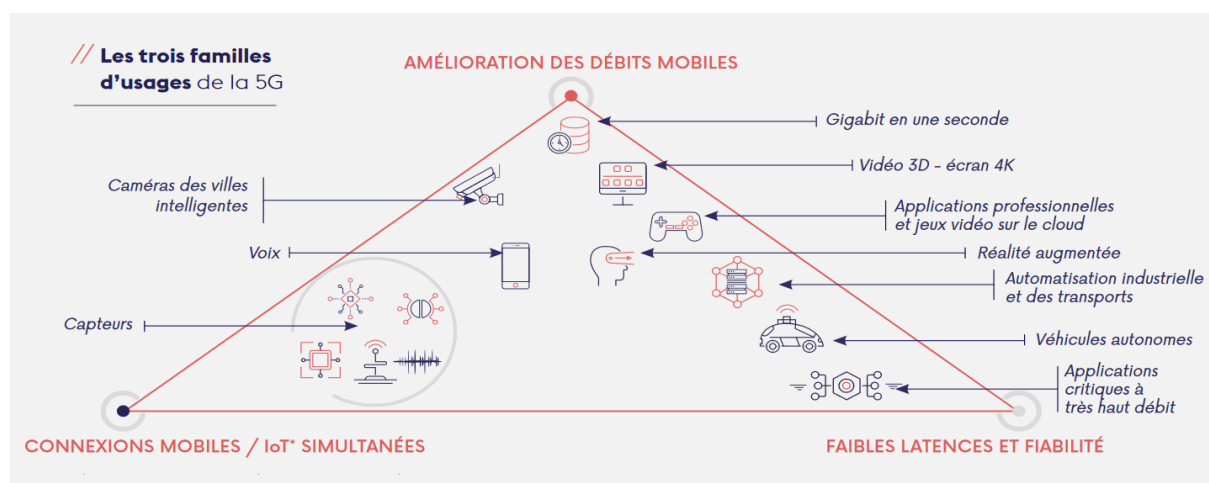 // Les trois familles
d'usages de la 5G
AMÉLIORATION DES DÉBITS MOBILES
Gigabit en une seconde
Vidéo 3D - écran 4K
Caméras des villes
intelligentes
Applications professionnelles
et jeux vidéo sur le cloud
Voix
Réalité augmentée
Automatisation industrielle
et des transports
Capteurs
Véhicules autonomes
Applications
critiques à
très haut débit
CONNEXIONS MOBILES / IoT* SIMULTANÉES
FAIBLES LATENCES ET FIABILITÉ